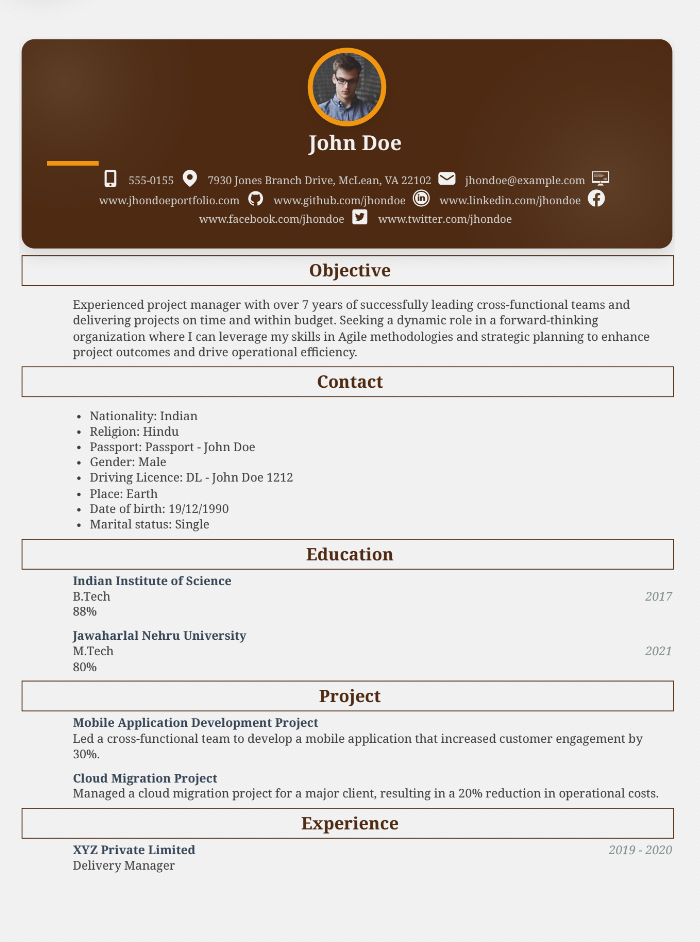 John Doe
555-0155 7930 Jones Branch Drive, McLean, VA 22102 jhondoe@example.com
www.jhondoeportfolio.com www.github.com/jhondoe www.linkedin.com/jhondoe
www.facebook.com/jhondoe www.twitter.com/jhondoe
Objective
Experienced project manager with over 7 years of successfully leading cross-functional teams and
delivering projects on time and within budget. Seeking a dynamic role in a forward-thinking
organization where I can leverage my skills in Agile methodologies and strategic planning to enhance
project outcomes and drive operational efficiency.
Contact
• Nationality: Indian
• Religion: Hindu
• Passport: Passport - John Doe
• Gender: Male
• Driving Licence: DL - John Doe 1212
• Place: Earth
• Date of birth: 19/12/1990
• Marital status: Single
Education
Indian Institute of Science
B.Tech 2017
88%
Jawaharlal Nehru University
M.Tech 2021
80%
Project
Mobile Application Development Project
Led a cross-functional team to develop a mobile application that increased customer engagement by
30%.
Cloud Migration Project
Managed a cloud migration project for a major client, resulting in a 20% reduction in operational costs.
Experience
XYZ Private Limited 2019 - 2020
Delivery Manager